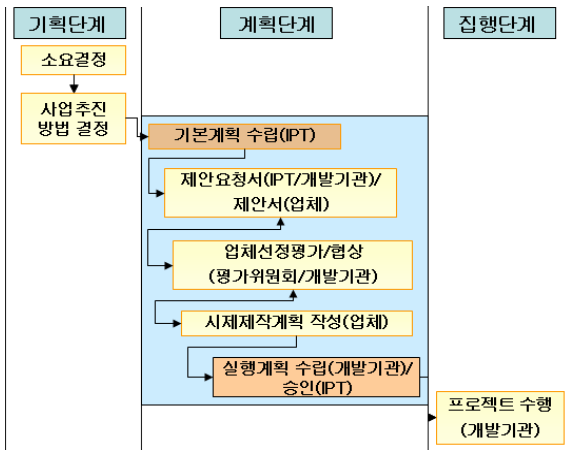 기획단계
계획단계
집행단계
소요결정
사업추진
방법 결정
기본계획 수립(IPT)
제안요청서(IPT/개발기관)/
제안서(업체)
업체선정평가/협상
(평가위원회/개발기관)
시제제작계획 작성(업체)
실행계획 수립(개발기관)/
승인(IPT)
프로젝트 수행
(개발기관)